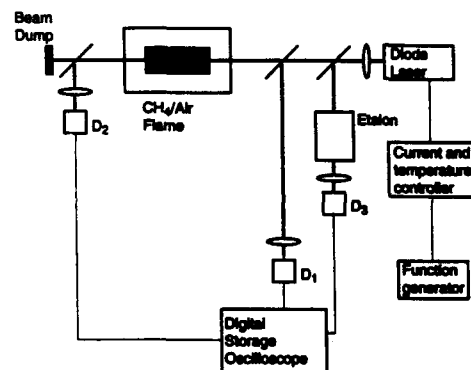 Beam
Dump
CH₄/Air
Flame
D₂
Diode
Laser
Etalon
D₃
Current and
temperature
controller
D₁
Function
generator
Digital
Storage
Oscilloscope